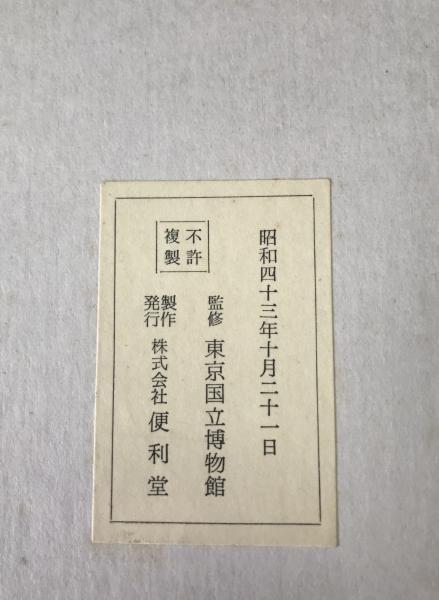 昭和四十三年十月二十一日
監修 東京国立博物館
不許
複製
製作
発行 株式会社 便利堂